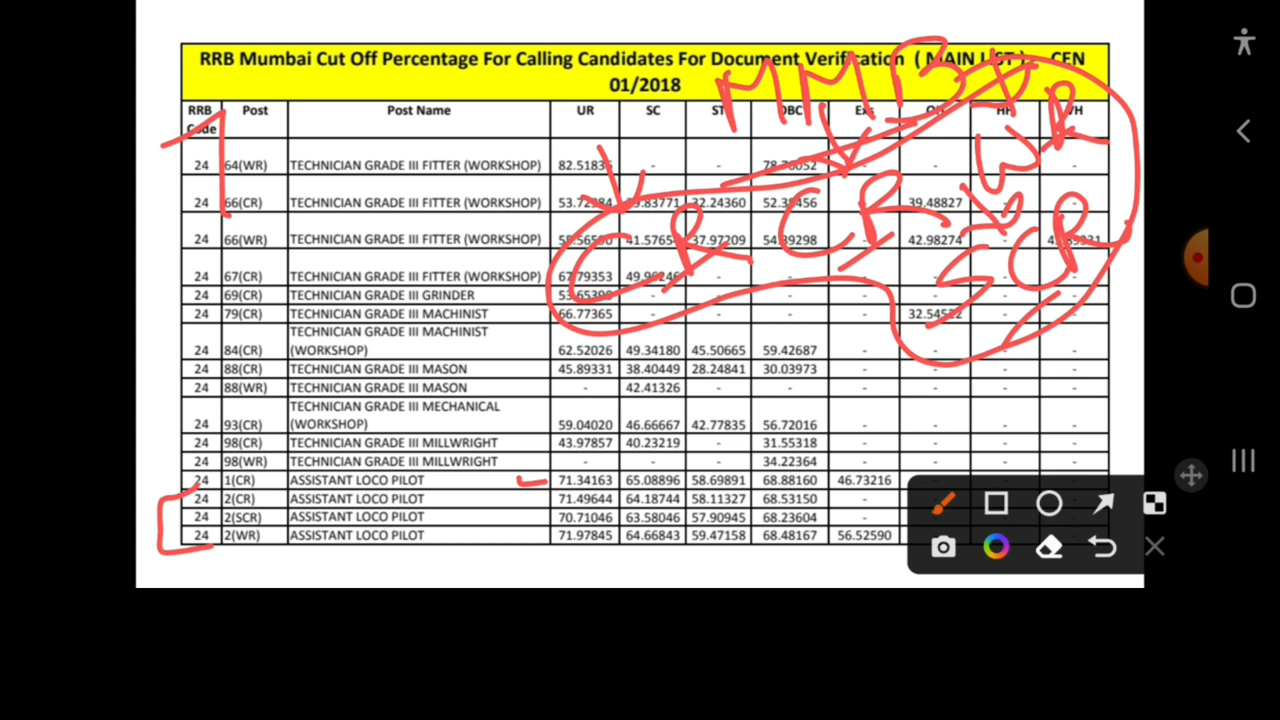 RRB Mumbai Cut Off Percentage For Calling Candidates For Document Verification ( MAIN LIST ) - CEN
01/2018
RRB Code Post Post Name UR SC ST OBC Exs HH VH
24 64(WR) TECHNICIAN GRADE III FITTER (WORKSHOP) - - - - -
24 66(CR) TECHNICIAN GRADE III FITTER (WORKSHOP) 32.24360 - 39.48827 - -
24 66(WR) TECHNICIAN GRADE III FITTER (WORKSHOP) 37.97209 - 42.98274 -
24 67(CR) TECHNICIAN GRADE III FITTER (WORKSHOP) 67.79353 - - - - - -
24 69(CR) TECHNICIAN GRADE III GRINDER - - - - - - -
24 79(CR) TECHNICIAN GRADE III MACHINIST 66.77365 - - - - - -
TECHNICIAN GRADE III MACHINIST
24 84(CR) (WORKSHOP) 62.52026 49.34180 45.50665 59.42687 - - - -
24 88(CR) TECHNICIAN GRADE III MASON 45.89331 38.40449 28.24841 30.03973 - - - -
24 88(WR) TECHNICIAN GRADE III MASON - 42.41326 - - - - - -
TECHNICIAN GRADE III MECHANICAL
24 93(CR) (WORKSHOP) 59.04020 46.66667 42.77835 56.72016 - - - -
24 98(CR) TECHNICIAN GRADE III MILLWRIGHT 43.97857 40.23219 - 31.55318 - - - -
24 98(WR) TECHNICIAN GRADE III MILLWRIGHT - - - 34.22364 - - - -
24 1(CR) ASSISTANT LOCO PILOT 71.34163 65.08896 58.69891 68.88160 46.73216
24 2(CR) ASSISTANT LOCO PILOT 71.49644 64.18744 58.11327 68.53150 -
24 2(SCR) ASSISTANT LOCO PILOT 70.71046 63.58046 57.90945 68.23604 -
24 2(WR) ASSISTANT LOCO PILOT 71.97845 64.66843 59.47158 68.48167 56.52590
MMB
WR
CR CR
SCR